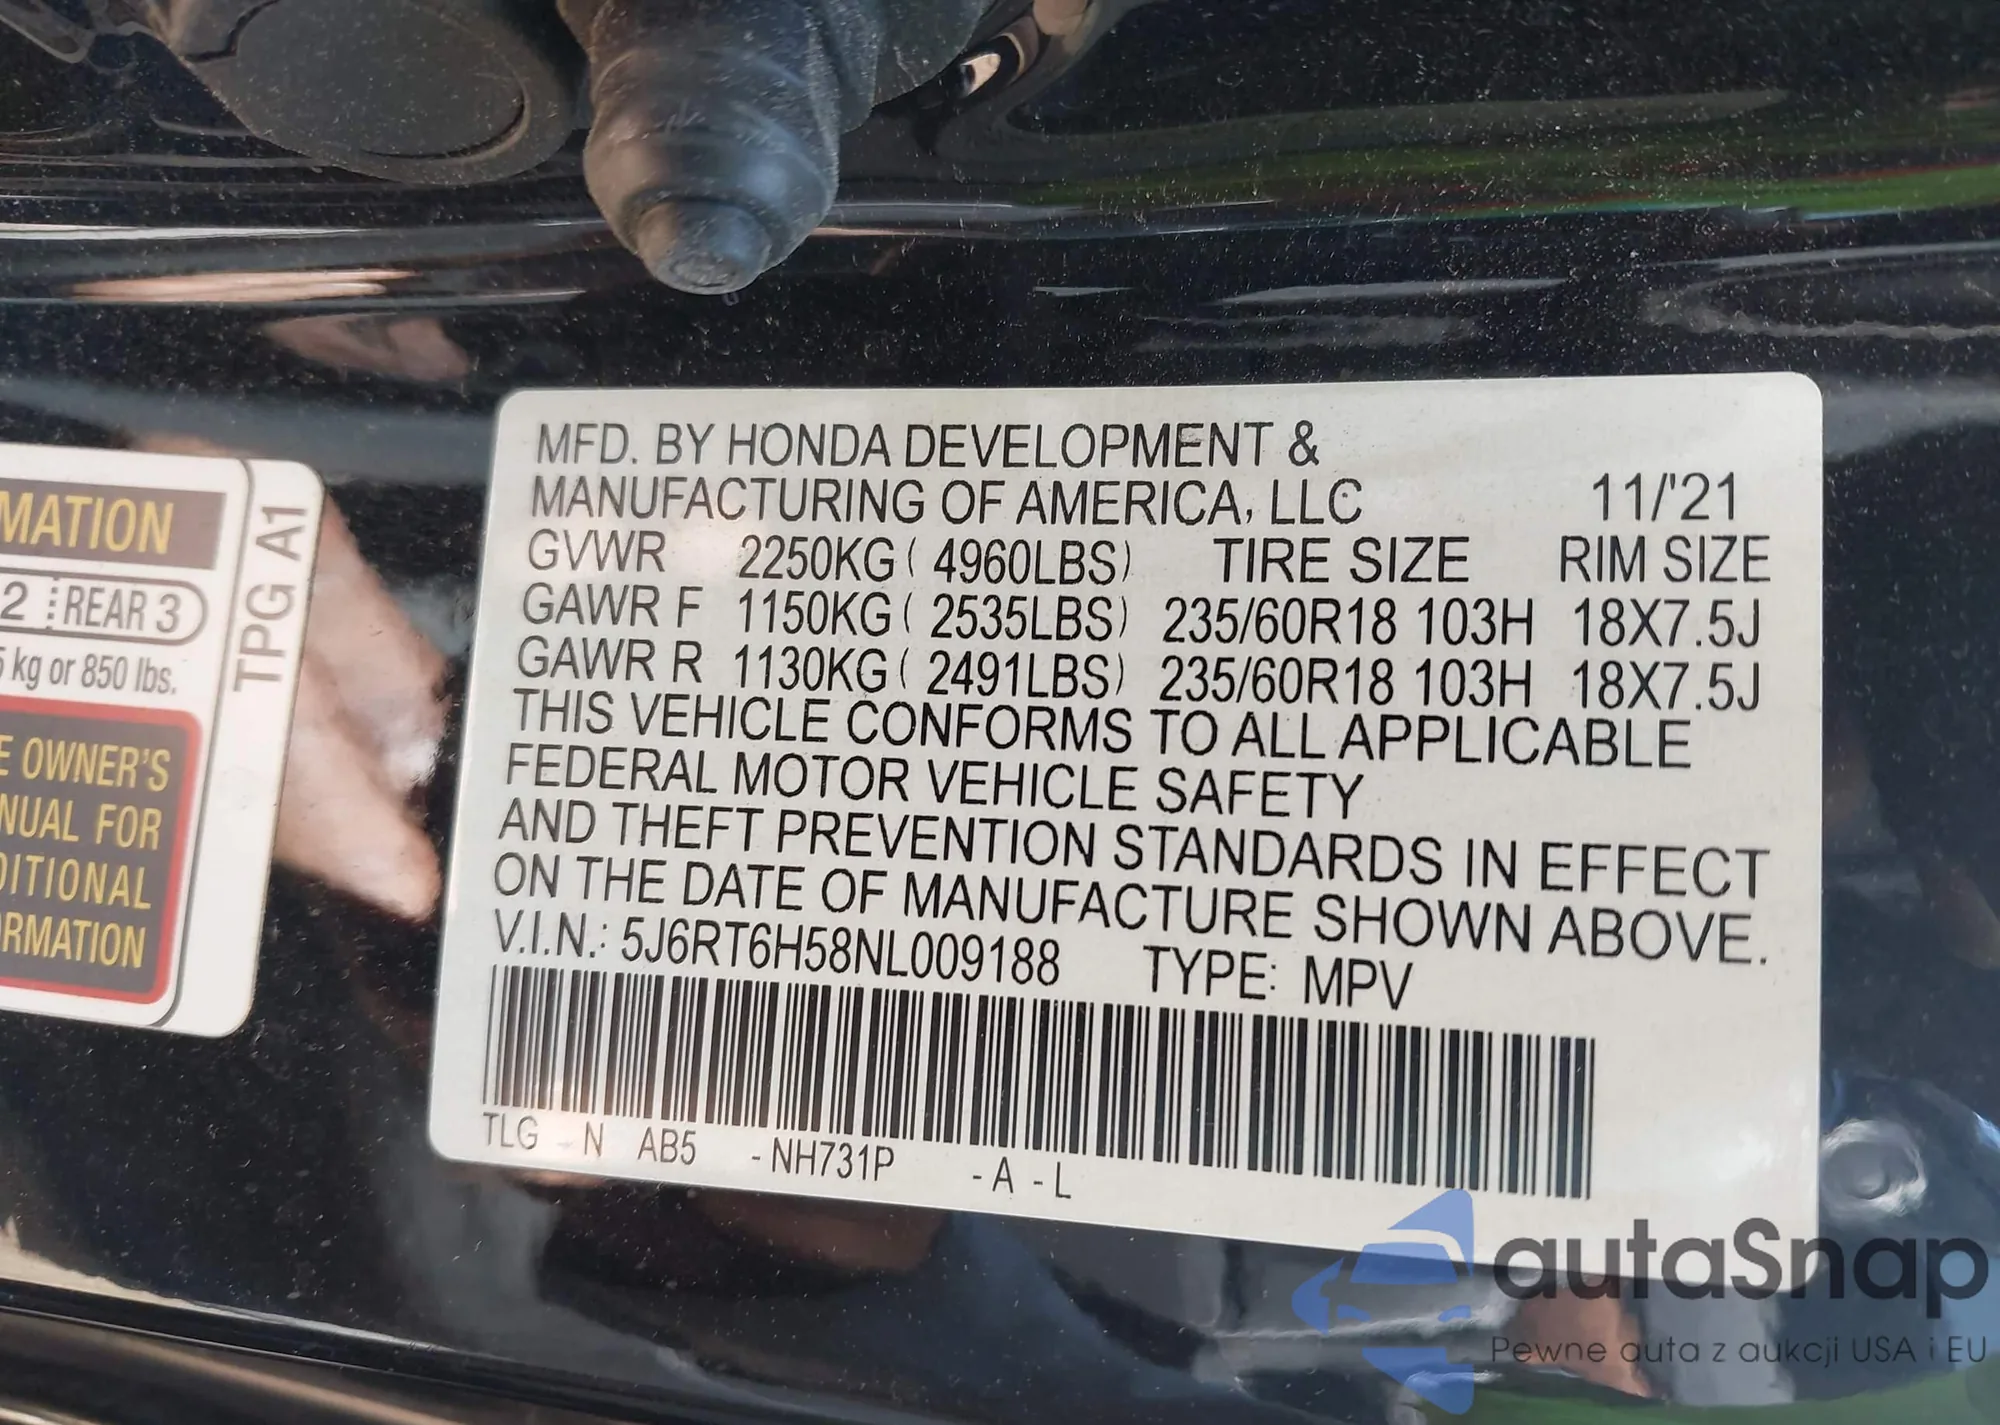 MFD. BY HONDA DEVELOPMENT &
MANUFACTURING OF AMERICA, LLC 11/'21
GVWR 2250KG ( 4960LBS) TIRE SIZE RIM SIZE
GAWR F 1150KG ( 2535LBS) 235/60R18 103H 18X7.5J
GAWR R 1130KG ( 2491LBS) 235/60R18 103H 18X7.5J
THIS VEHICLE CONFORMS TO ALL APPLICABLE
FEDERAL MOTOR VEHICLE SAFETY
AND THEFT PREVENTION STANDARDS IN EFFECT
ON THE DATE OF MANUFACTURE SHOWN ABOVE.
V.I.N.: 5J6RT6H58NL009188 TYPE: MPV
TLG - N AB5 - NH731P - A - L
MATION
2 REAR 3
5 kg or 850 lbs.
E OWNER'S
NUAL FOR
DITIONAL
ORMATION
TPG A1
autaSnap
Pewne auta z aukcji USA i EU